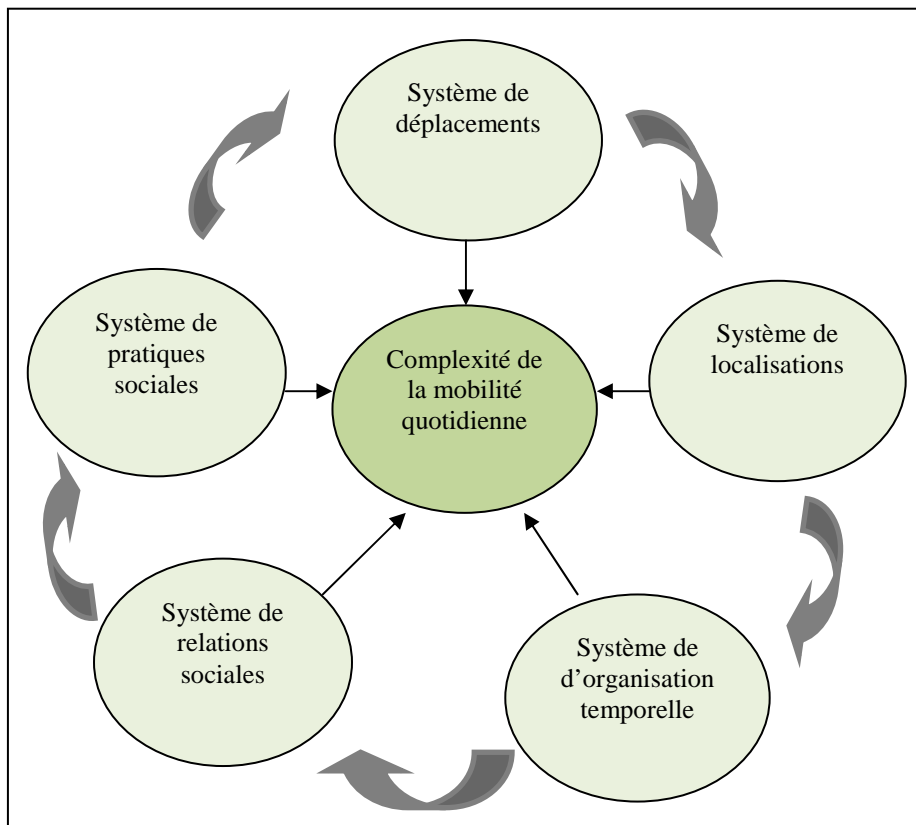 Système de
déplacements
Système de
pratiques
sociales
Complexité de
la mobilité
quotidienne
Système de
localisations
Système de
relations
sociales
Système de
d’organisation
temporelle